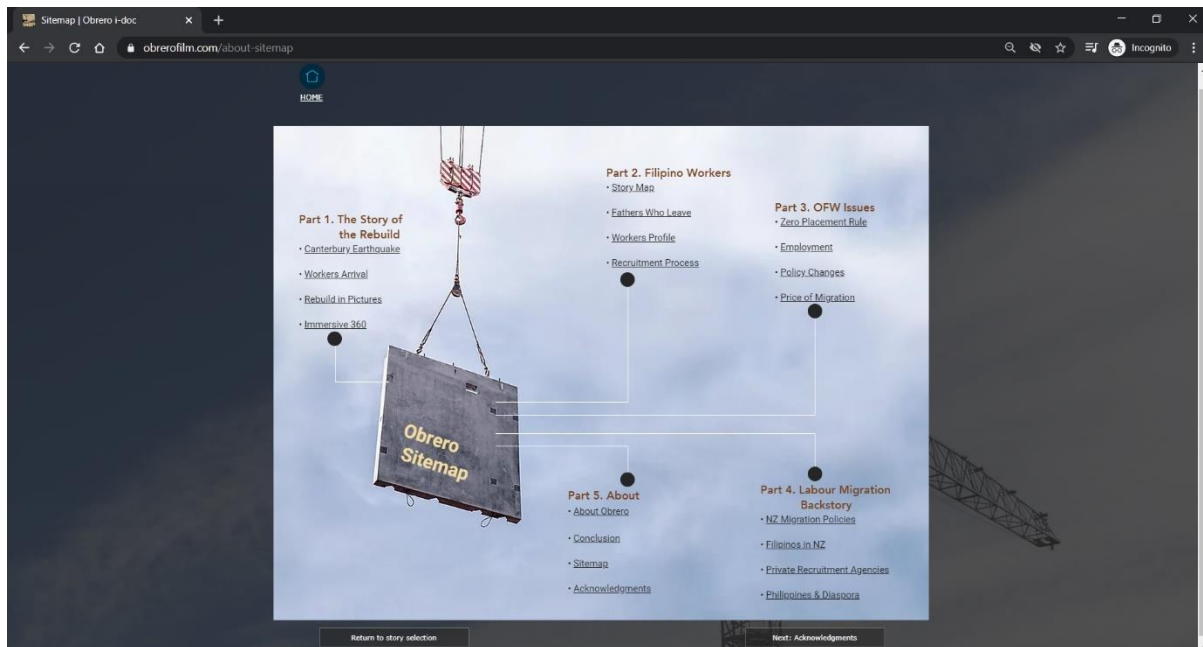 Sitemap | Obrero i-doc
obrerofilm.com/about-sitemap
Incognito
HOME
Part 1. The Story of
the Rebuild
• Canterbury Earthquake
• Workers Arrival
• Rebuild in Pictures
• Immersive 360
Part 2. Filipino Workers
• Story Map
• Fathers Who Leave
• Workers Profile
• Recruitment Process
Part 3. OFW Issues
• Zero Placement Rule
• Employment
• Policy Changes
• Price of Migration
Obrero
Sitemap
Part 5. About
• About Obrero
• Conclusion
• Sitemap
• Acknowledgments
Part 4. Labour Migration
Backstory
• NZ Migration Policies
• Filipinos in NZ
• Private Recruitment Agencies
• Philippines & Diaspora
Return to story selection
Next: Acknowledgments